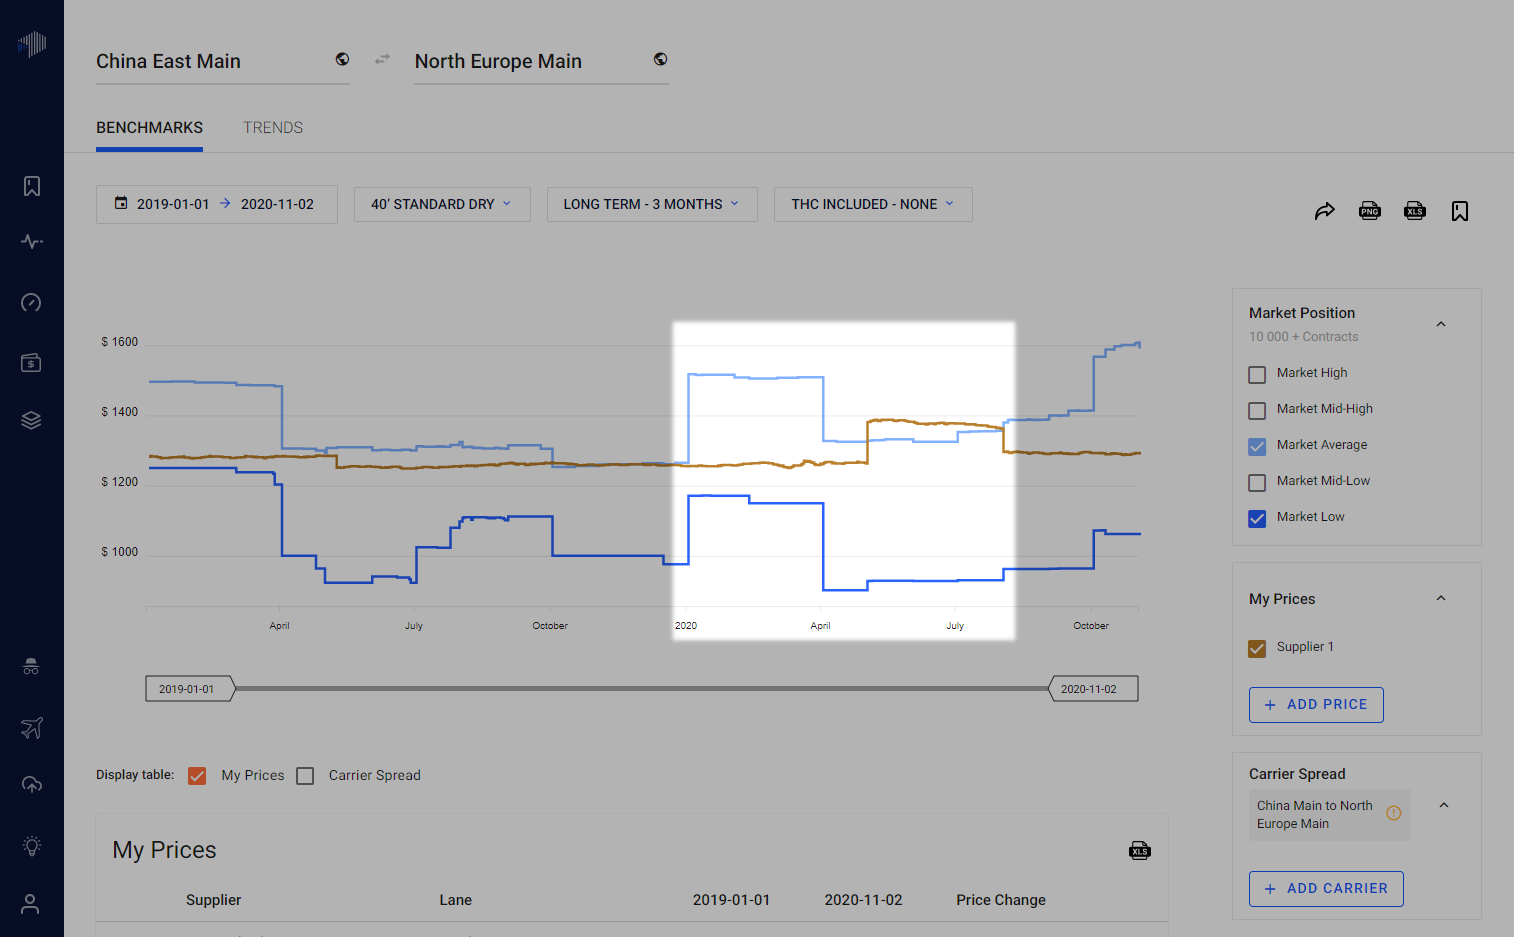 China East Main
North Europe Main
BENCHMARKS
TRENDS
2019-01-01
2020-11-02
40’ STANDARD DRY
LONG TERM - 3 MONTHS
THC INCLUDED - NONE
PNG
XLS
$ 1600
$ 1400
$ 1200
$ 1000
April
July
October
2020
April
July
October
2019-01-01
2020-11-02
Market Position
10 000 + Contracts
Market High
Market Mid-High
Market Average
Market Mid-Low
Market Low
My Prices
Supplier 1
+ ADD PRICE
Carrier Spread
China Main to North
Europe Main
+ ADD CARRIER
Display table:
My Prices
Carrier Spread
My Prices
XLS
Supplier
Lane
2019-01-01
2020-11-02
Price Change